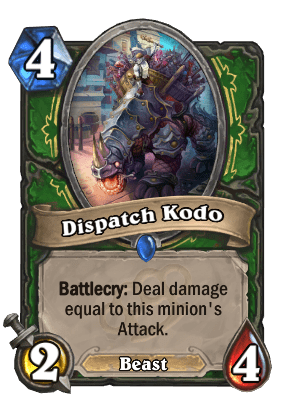 4
Dispatch Kodo
Battlecry: Deal damage
equal to this minion's
Attack.
2
Beast
4